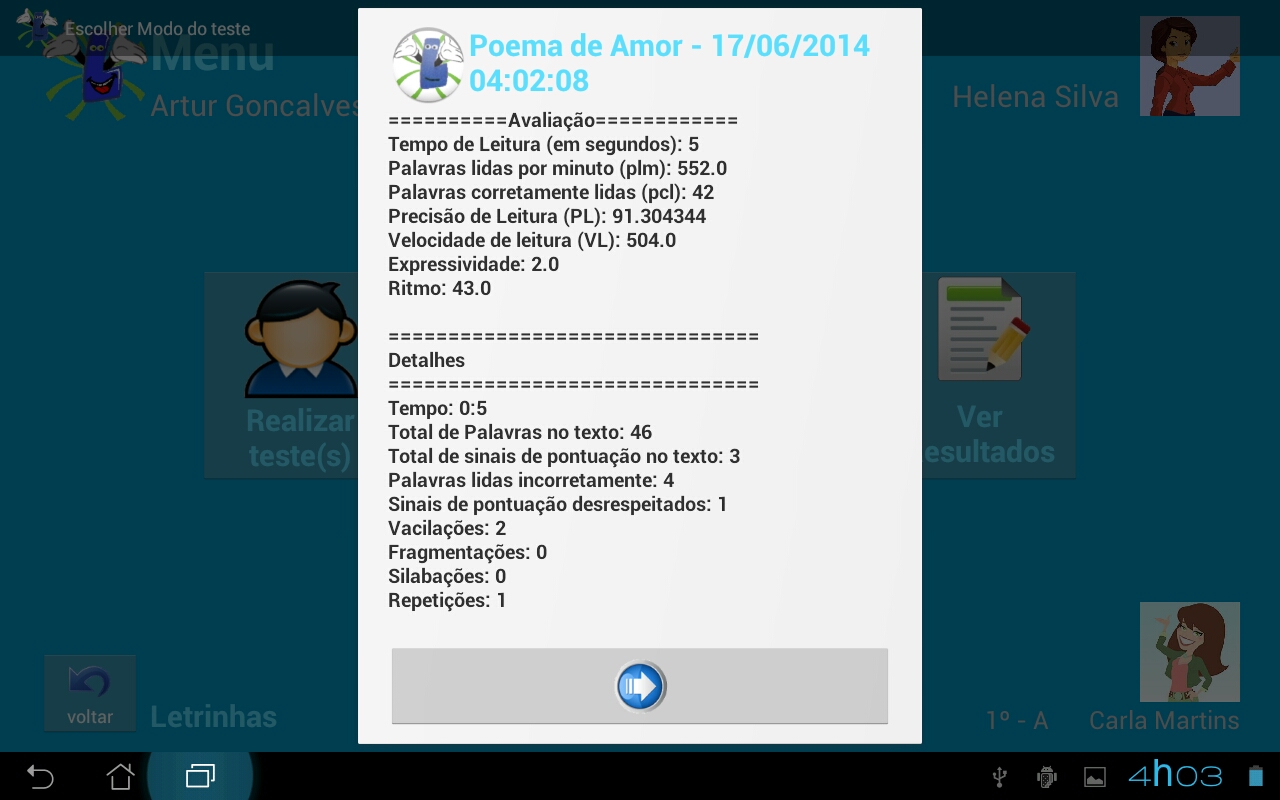 Escolher Modo do teste
Menu
Artur Goncalves
Helena Silva
Poema de Amor - 17/06/2014
04:02:08
==========Avaliação============
Tempo de Leitura (em segundos): 5
Palavras lidas por minuto (plm): 552.0
Palavras corretamente lidas (pcl): 42
Precisão de Leitura (PL): 91.304344
Velocidade de leitura (VL): 504.0
Expressividade: 2.0
Ritmo: 43.0
===============================
Detalhes
===============================
Tempo: 0:5
Total de Palavras no texto: 46
Total de sinais de pontuação no texto: 3
Palavras lidas incorretamente: 4
Sinais de pontuação desrespeitados: 1
Vacilações: 2
Fragmentações: 0
Silabações: 0
Repetições: 1
Realizar
teste(s)
Ver
esultados
voltar
Letrinhas
1º - A
Carla Martins
4h03